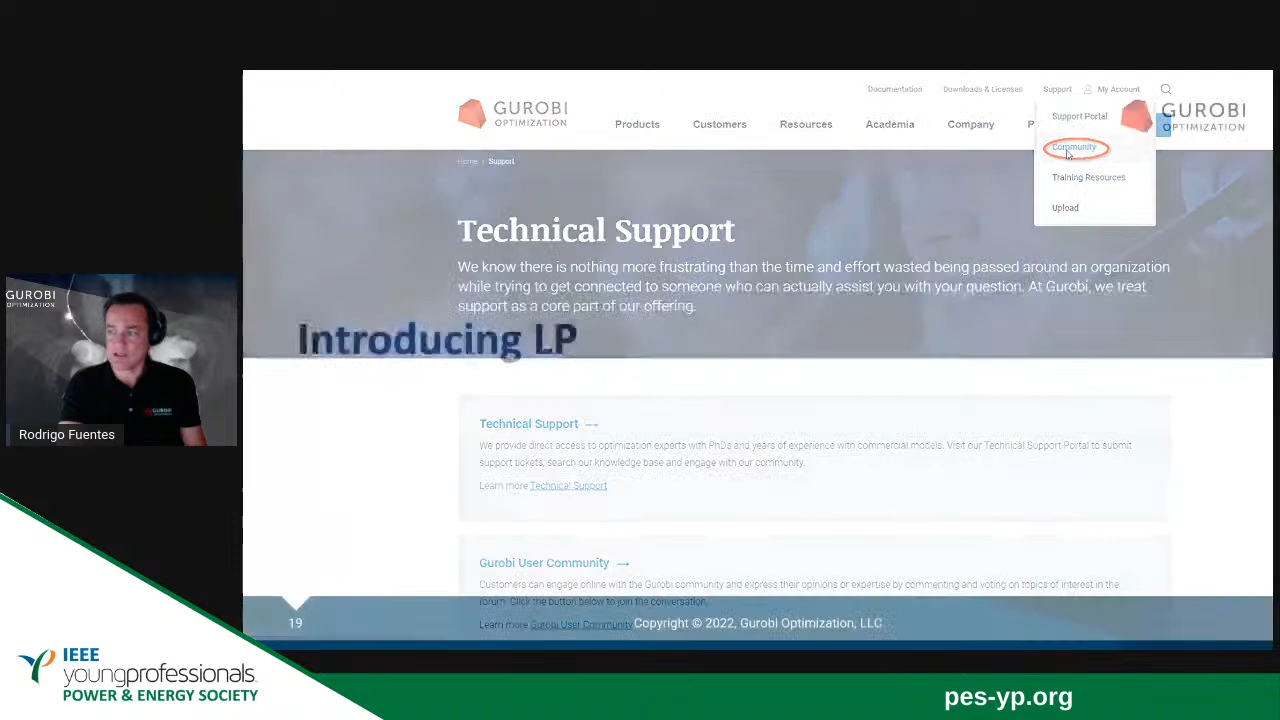 Documentation
Downloads & Licenses
Support
My Account
GUROBI
OPTIMIZATION
Products
Customers
Resources
Academia
Company
P
Support Portal
Community
Training Resources
Upload
GUROBI
OPTIMIZATION
Home › Support
Technical Support
We know there is nothing more frustrating than the time and effort wasted being passed around an organization
while trying to get connected to someone who can actually assist you with your question. At Gurobi, we treat
support as a core part of our offering.
Introducing LP
Technical Support →
We provide direct access to optimization experts with PhDs and years of experience with commercial models. Visit our Technical Support Portal to submit
support tickets, search our knowledge base and engage with our community.
Learn more Technical Support
Gurobi User Community →
Customers can engage online with the Gurobi community and express their opinions or expertise by commenting and voting on topics of interest in the
forum. Click the button below to join the conversation.
Learn more Gurobi User Community
19
Copyright © 2022, Gurobi Optimization, LLC
GUROBI
OPTIMIZATION
GUROBI
Rodrigo Fuentes
IEEE
youngprofessionals
POWER & ENERGY SOCIETY
pes-yp.org